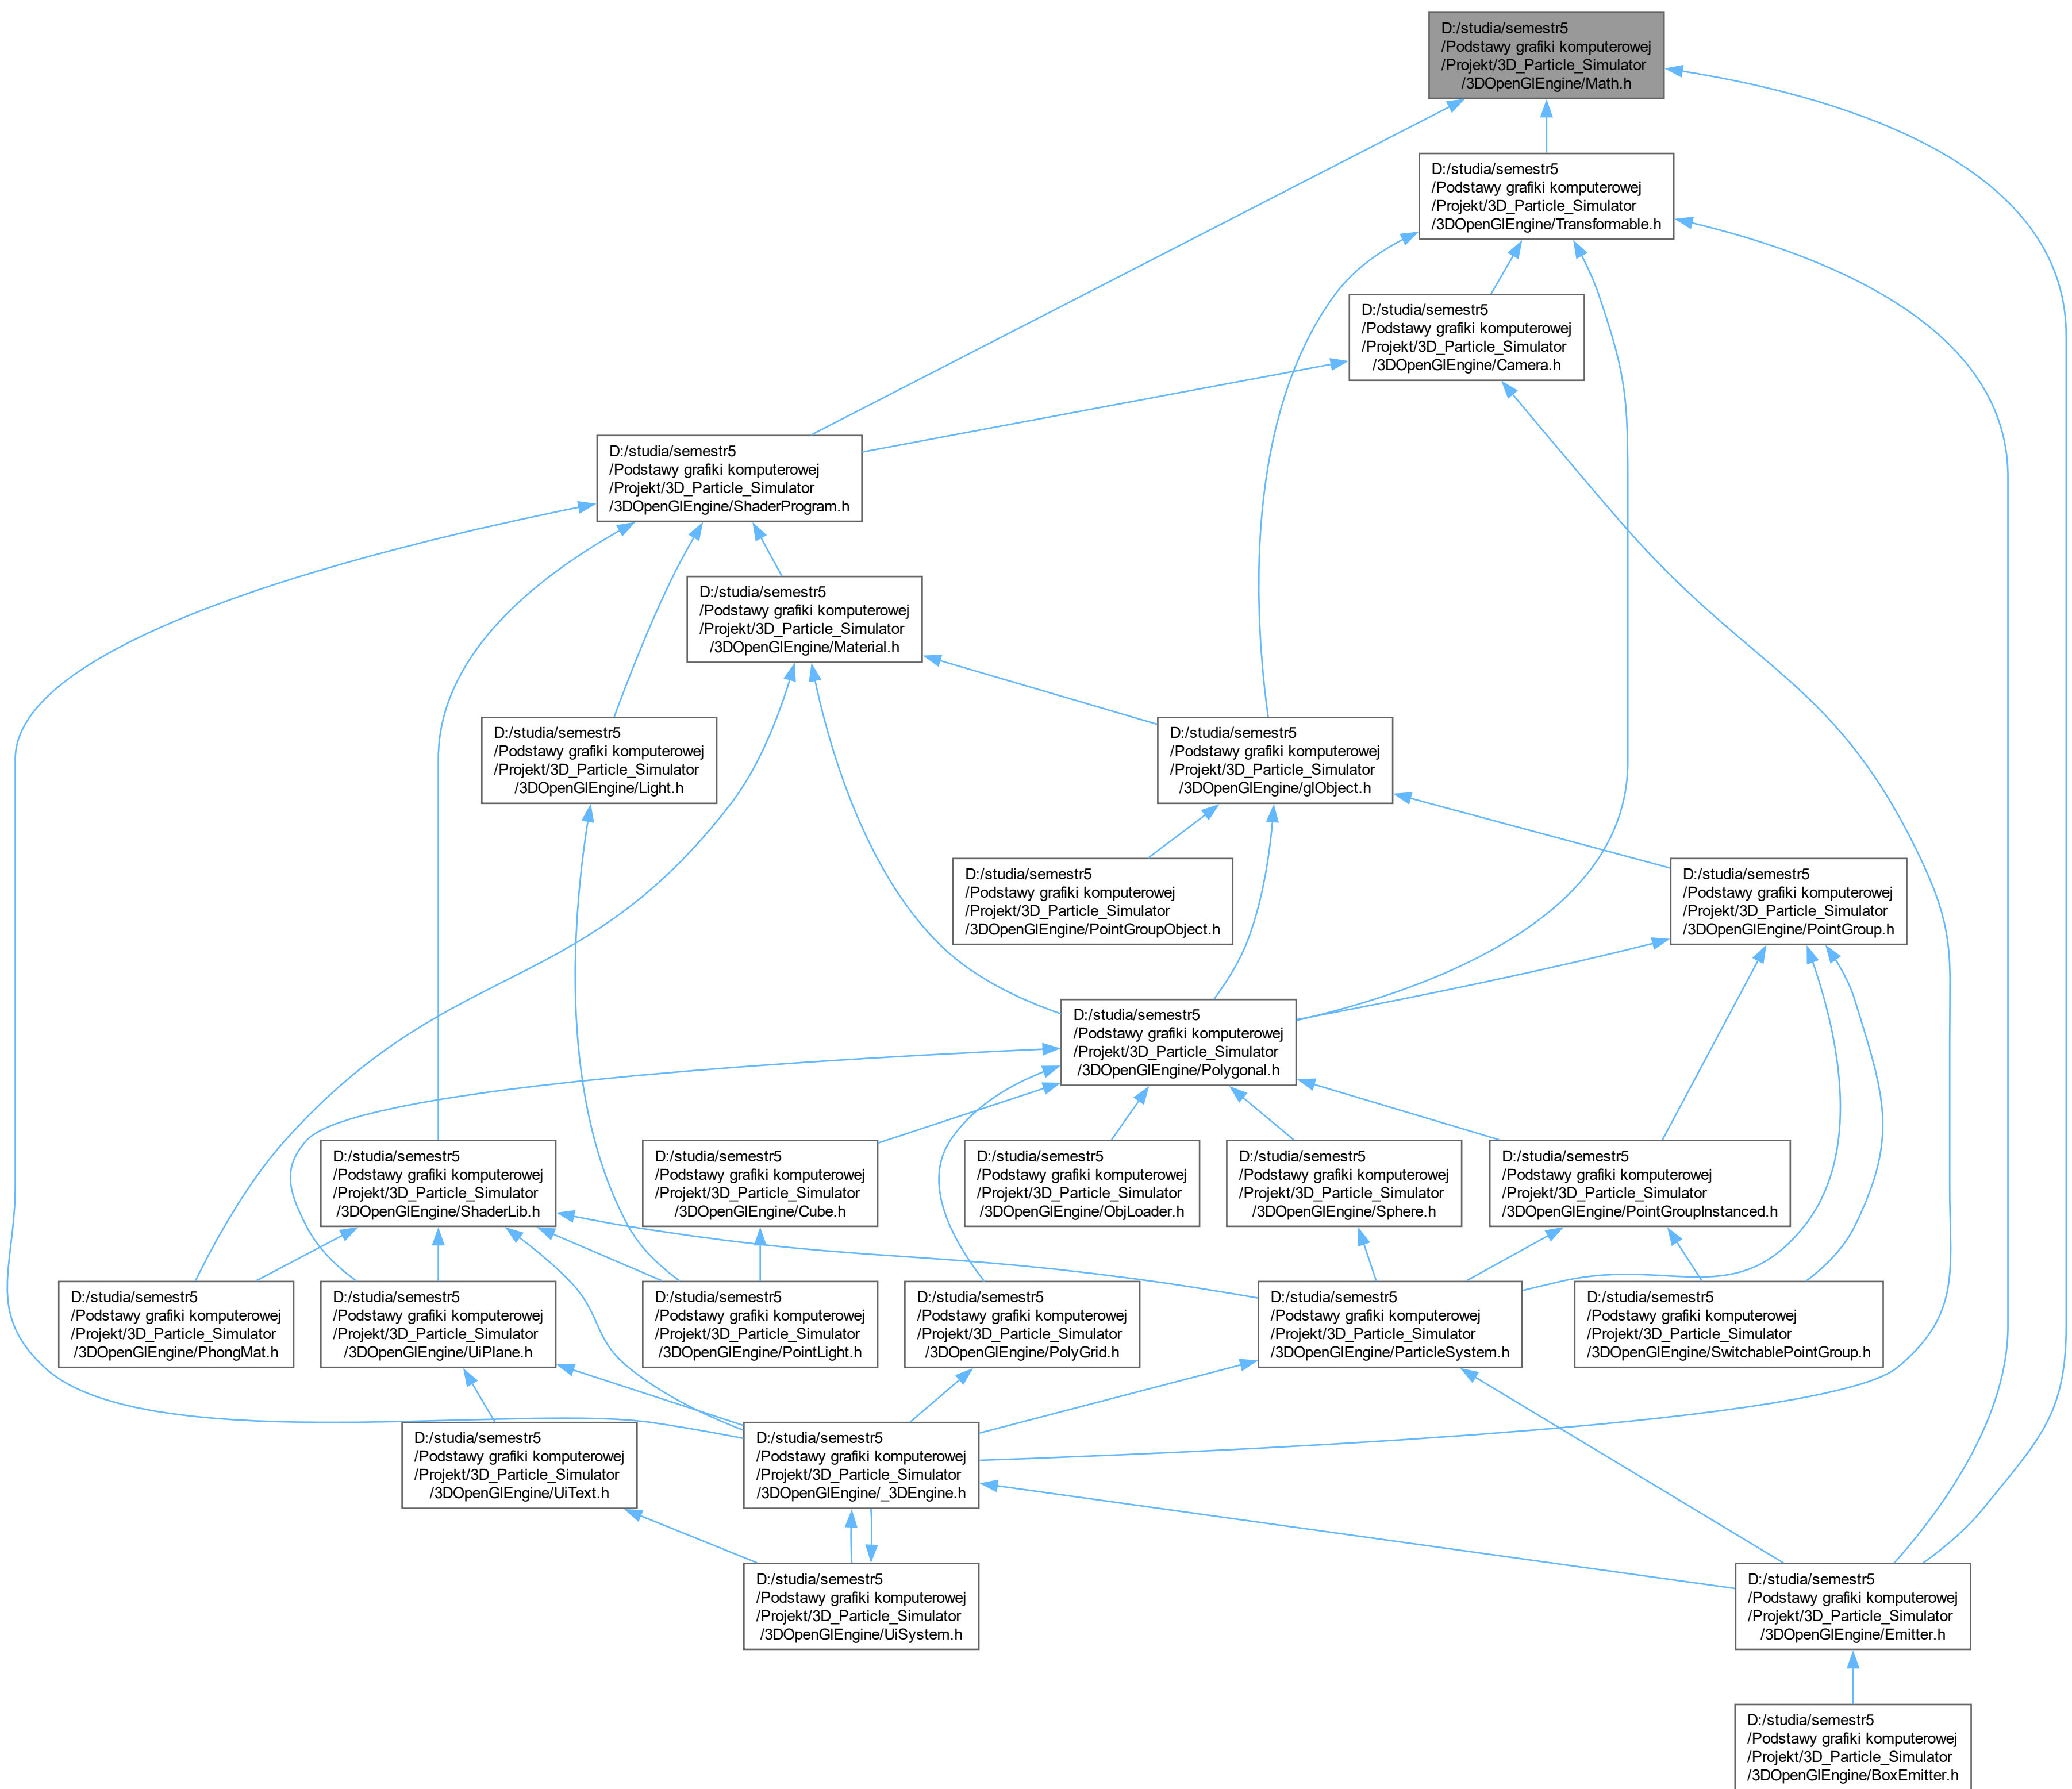 D:/studia/semestr5
/Podstawy grafiki komputerowej
/Projekt/3D_Particle_Simulator
/3DOpenGlEngine/Math.h
D:/studia/semestr5
/Podstawy grafiki komputerowej
/Projekt/3D_Particle_Simulator
/3DOpenGlEngine/Transformable.h
D:/studia/semestr5
/Podstawy grafiki komputerowej
/Projekt/3D_Particle_Simulator
/3DOpenGlEngine/Camera.h
D:/studia/semestr5
/Podstawy grafiki komputerowej
/Projekt/3D_Particle_Simulator
/3DOpenGlEngine/ShaderProgram.h
D:/studia/semestr5
/Podstawy grafiki komputerowej
/Projekt/3D_Particle_Simulator
/3DOpenGlEngine/Material.h
D:/studia/semestr5
/Podstawy grafiki komputerowej
/Projekt/3D_Particle_Simulator
/3DOpenGlEngine/Light.h
D:/studia/semestr5
/Podstawy grafiki komputerowej
/Projekt/3D_Particle_Simulator
/3DOpenGlEngine/glObject.h
D:/studia/semestr5
/Podstawy grafiki komputerowej
/Projekt/3D_Particle_Simulator
/3DOpenGlEngine/PointGroupObject.h
D:/studia/semestr5
/Podstawy grafiki komputerowej
/Projekt/3D_Particle_Simulator
/3DOpenGlEngine/PointGroup.h
D:/studia/semestr5
/Podstawy grafiki komputerowej
/Projekt/3D_Particle_Simulator
/3DOpenGlEngine/Polygonal.h
D:/studia/semestr5
/Podstawy grafiki komputerowej
/Projekt/3D_Particle_Simulator
/3DOpenGlEngine/ShaderLib.h
D:/studia/semestr5
/Podstawy grafiki komputerowej
/Projekt/3D_Particle_Simulator
/3DOpenGlEngine/Cube.h
D:/studia/semestr5
/Podstawy grafiki komputerowej
/Projekt/3D_Particle_Simulator
/3DOpenGlEngine/ObjLoader.h
D:/studia/semestr5
/Podstawy grafiki komputerowej
/Projekt/3D_Particle_Simulator
/3DOpenGlEngine/Sphere.h
D:/studia/semestr5
/Podstawy grafiki komputerowej
/Projekt/3D_Particle_Simulator
/3DOpenGlEngine/PointGroupInstanced.h
D:/studia/semestr5
/Podstawy grafiki komputerowej
/Projekt/3D_Particle_Simulator
/3DOpenGlEngine/PhongMat.h
D:/studia/semestr5
/Podstawy grafiki komputerowej
/Projekt/3D_Particle_Simulator
/3DOpenGlEngine/UiPlane.h
D:/studia/semestr5
/Podstawy grafiki komputerowej
/Projekt/3D_Particle_Simulator
/3DOpenGlEngine/PointLight.h
D:/studia/semestr5
/Podstawy grafiki komputerowej
/Projekt/3D_Particle_Simulator
/3DOpenGlEngine/PolyGrid.h
D:/studia/semestr5
/Podstawy grafiki komputerowej
/Projekt/3D_Particle_Simulator
/3DOpenGlEngine/ParticleSystem.h
D:/studia/semestr5
/Podstawy grafiki komputerowej
/Projekt/3D_Particle_Simulator
/3DOpenGlEngine/SwitchablePointGroup.h
D:/studia/semestr5
/Podstawy grafiki komputerowej
/Projekt/3D_Particle_Simulator
/3DOpenGlEngine/UiText.h
D:/studia/semestr5
/Podstawy grafiki komputerowej
/Projekt/3D_Particle_Simulator
/3DOpenGlEngine/_3DEngine.h
D:/studia/semestr5
/Podstawy grafiki komputerowej
/Projekt/3D_Particle_Simulator
/3DOpenGlEngine/UiSystem.h
D:/studia/semestr5
/Podstawy grafiki komputerowej
/Projekt/3D_Particle_Simulator
/3DOpenGlEngine/Emitter.h
D:/studia/semestr5
/Podstawy grafiki komputerowej
/Projekt/3D_Particle_Simulator
/3DOpenGlEngine/BoxEmitter.h